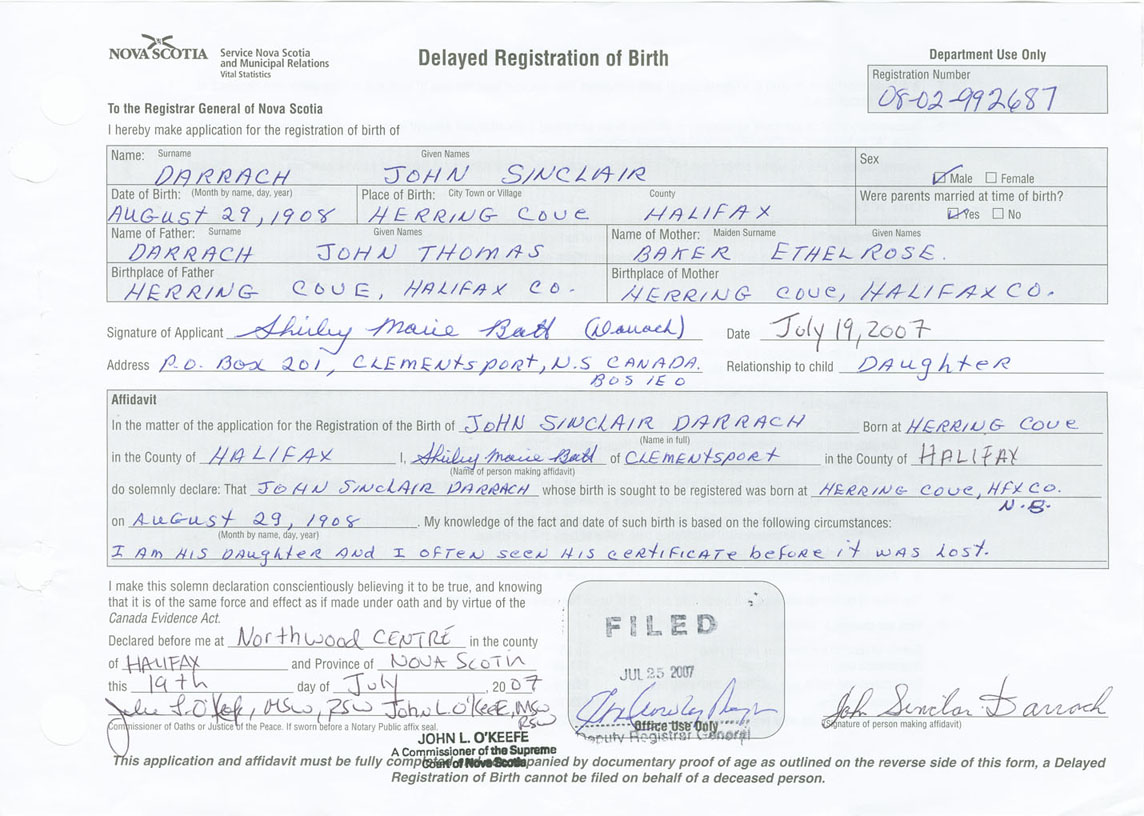 NOVA SCOTIA
Service Nova Scotia
and Municipal Relations
Vital Statistics
Delayed Registration of Birth
Department Use Only
Registration Number
08-02-992687
To the Registrar General of Nova Scotia
I hereby make application for the registration of birth of
Name: Surname Given Names Sex
DARRACH JOHN SINCLAIR
Male Female
Date of Birth: (Month by name, day, year) Place of Birth: City Town or Village County Were parents married at time of birth?
AUGUST 29, 1908 HERRING COVE HALIFAX Yes No
Name of Father: Surname Given Names Name of Mother: Maiden Surname Given Names
DARRACH JOHN THOMAS BAKER ETHEL ROSE.
Birthplace of Father Birthplace of Mother
HERRING COVE, HALIFAX CO. HERRING COVE, HALIFAX CO.
Signature of Applicant Shirley Marie Batt (Darrach) Date July 19, 2007
Address P.O. BOX 201, CLEMENTSPORT, N.S CANADA. Relationship to child DAUGHTER
B0S 1E0
Affidavit
In the matter of the application for the Registration of the Birth of JOHN SINCLAIR DARRACH Born at HERRING COVE
(Name in full)
in the County of HALIFAX I, Shirley Marie Batt of CLEMENTSPORT in the County of HALIFAX
(Name of person making affidavit)
do solemnly declare: That JOHN SINCLAIR DARRACH whose birth is sought to be registered was born at HERRING COVE, HFX CO.
N.S.
on AUGUST 29, 1908. My knowledge of the fact and date of such birth is based on the following circumstances:
(Month by name, day, year)
I AM HIS DAUGHTER AND I OFTEN SEEN HIS CERTIFICATE before it WAS LOST.
I make this solemn declaration conscientiously believing it to be true, and knowing
that it is of the same force and effect as if made under oath and by virtue of the
Canada Evidence Act.
Declared before me at Northwood CENTRE in the county
of HALIFAX and Province of NOVA SCOTIA
this 19th day of July, 2007
John L. O'Keefe, MSW, RSW John L O'KEEFE, MSW
RSW
Commissioner of Oaths or Justice of the Peace. If sworn before a Notary Public affix seal.
JOHN L. O'KEEFE
A Commissioner of the Supreme
Court of Nova Scotia
FILED
JUL 25 2007
Office Use Only
Deputy Registrar General
John Sinclair Darrach
(Signature of person making affidavit)
This application and affidavit must be fully completed accompanied by documentary proof of age as outlined on the reverse side of this form, a Delayed
Registration of Birth cannot be filed on behalf of a deceased person.